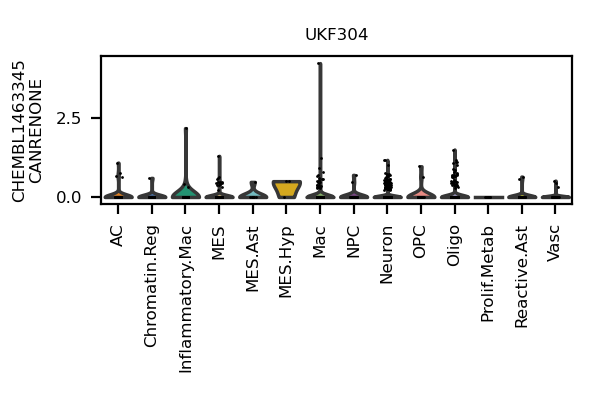 UKF304
CHEMBL1463345
CANRENONE
2.5
0.0
AC
Chromatin.Reg
Inflammatory.Mac
MES
MES.Ast
MES.Hyp
Mac
NPC
Neuron
OPC
Oligo
Prolif.Metab
Reactive.Ast
Vasc